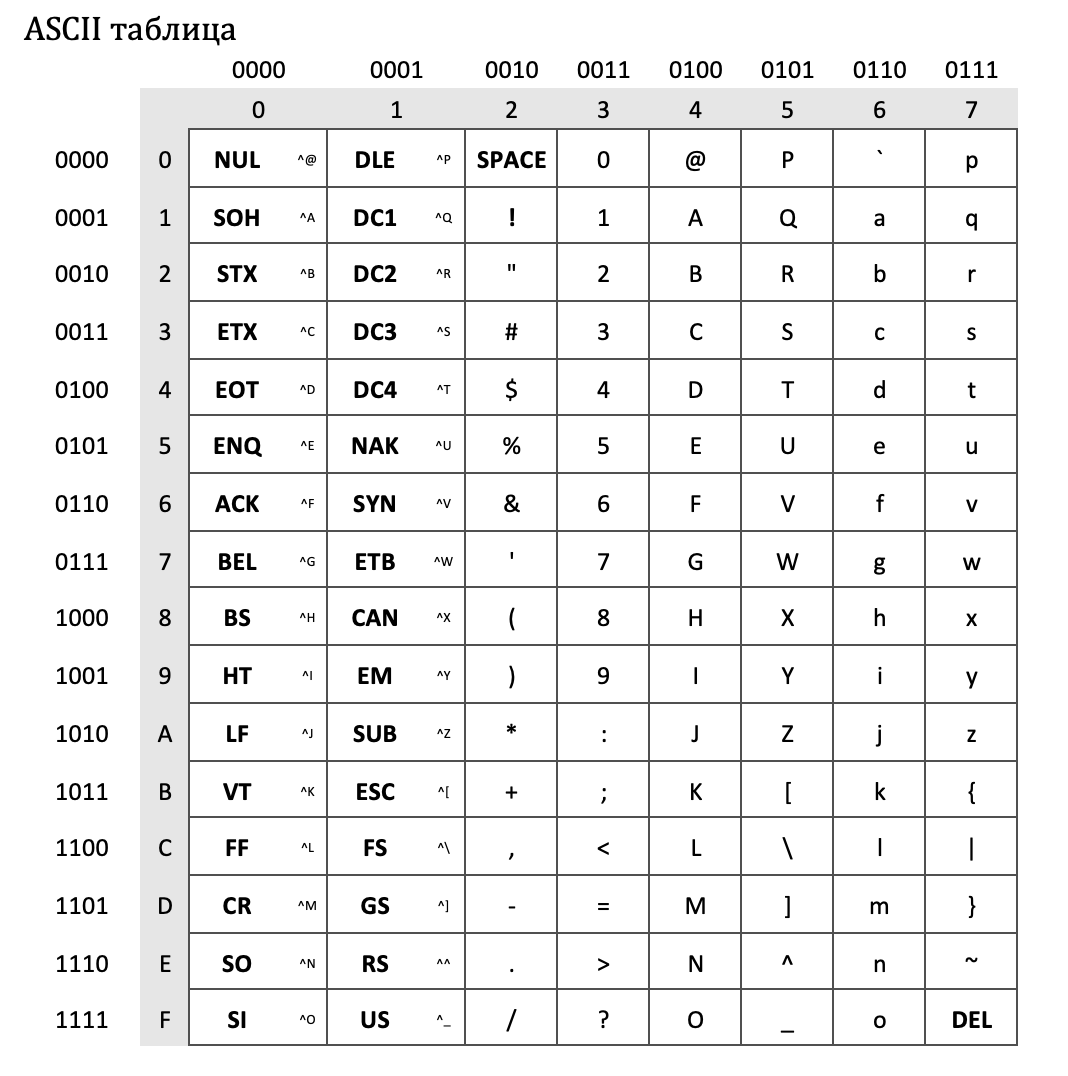 ASCII таблица
0000 0001 0010 0011 0100 0101 0110 0111
0 1 2 3 4 5 6 7
0000 0 NUL ^@ DLE ^P SPACE 0 @ P ` p
0001 1 SOH ^A DC1 ^Q ! 1 A Q a q
0010 2 STX ^B DC2 ^R " 2 B R b r
0011 3 ETX ^C DC3 ^S # 3 C S c s
0100 4 EOT ^D DC4 ^T $ 4 D T d t
0101 5 ENQ ^E NAK ^U % 5 E U e u
0110 6 ACK ^F SYN ^V & 6 F V f v
0111 7 BEL ^G ETB ^W ' 7 G W g w
1000 8 BS ^H CAN ^X ( 8 H X h x
1001 9 HT ^I EM ^Y ) 9 I Y i y
1010 A LF ^J SUB ^Z * : J Z j z
1011 B VT ^K ESC ^[ + ; K [ k {
1100 C FF ^L FS ^\ , < L \ l |
1101 D CR ^M GS ^] - = M ] m }
1110 E SO ^N RS ^^ . > N ^ n ~
1111 F SI ^O US ^_ / ? O _ o DEL